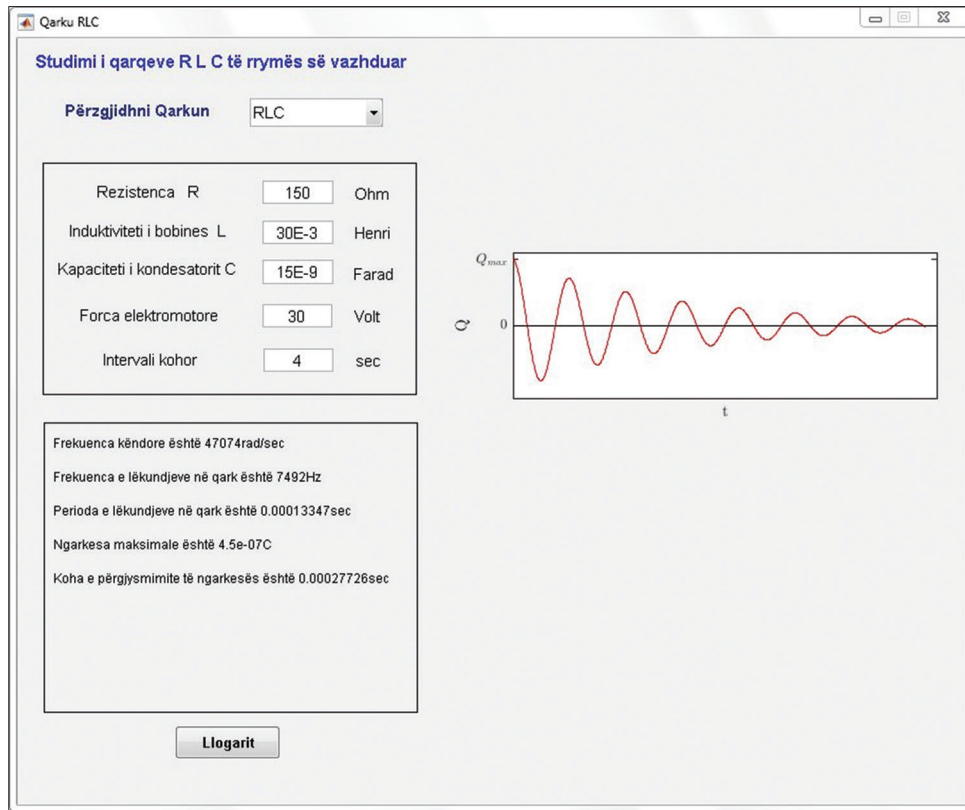 Qarku RLC
Studimi i qarqeve R L C të rrymës së vazhduar
Përzgjidhni Qarkun RLC
Rezistenca R 150 Ohm
Induktiviteti i bobines L 30E-3 Henri
Kapaciteti i kondesatorit C 15E-9 Farad
Forca elektromotore 30 Volt
Intervali kohor 4 sec
Qmax
0
Q
t
Frekuenca këndore është 47074rad/sec
Frekuenca e lëkundjeve në qark është 7492Hz
Perioda e lëkundjeve në qark është 0.00013347sec
Ngarkesa maksimale është 4.5e-07C
Koha e përgjysmimite të ngarkesës është 0.00027726sec
Llogarit